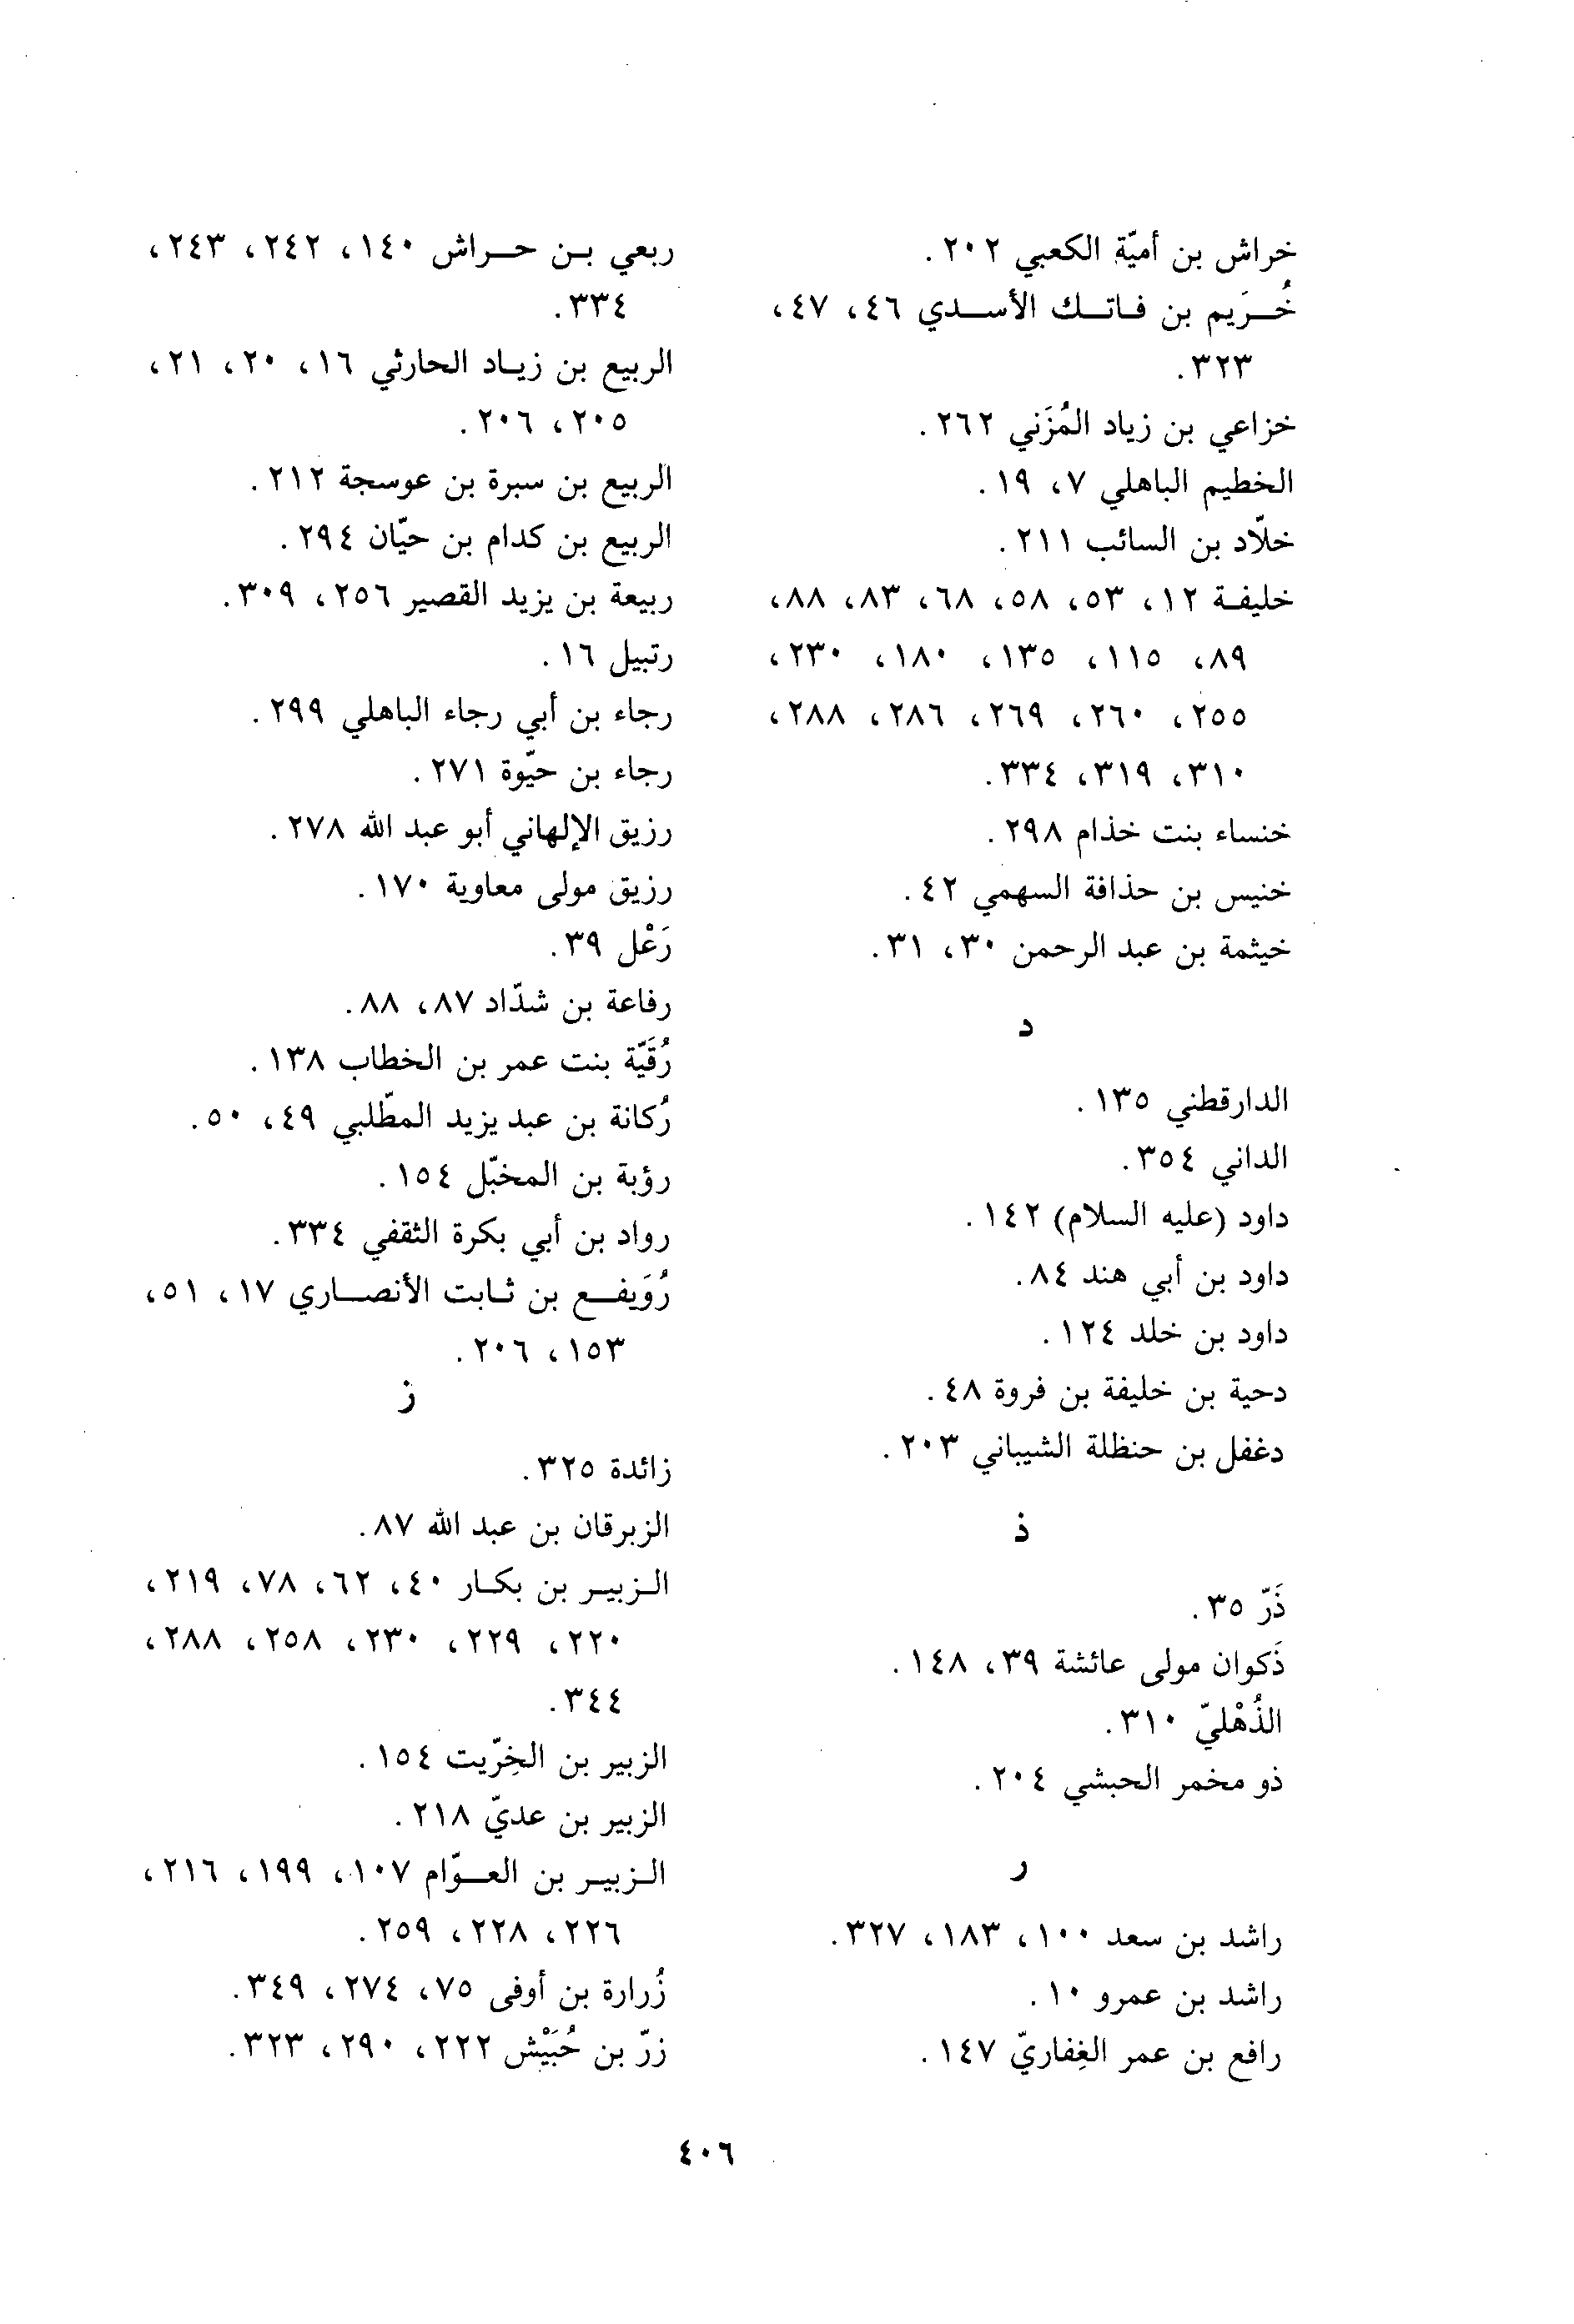 خراش بن أميّة الكعبي ٢٠٢.
خُـرَيم بن فـاتـك الأسـدي ٤٦، ٤٧،
٣٢٣.
خزاعي بن زياد المُزَني ٢٦٢.
الخطيم الباهلي ٧، ١٩.
خلّاد بن السائب ٢١١.
خليفة ١٢، ٥٣، ٥٨، ٦٨، ٨٣، ٨٨،
٨٩، ١١٥، ١٣٥، ١٨٠، ٢٣٠،
٢٥٥، ٢٦٠، ٢٦٩، ٢٨٦، ٢٨٨،
٣١٠، ٣١٩، ٣٣٤.
خنساء بنت خذام ٢٩٨.
خنيس بن حذافة السهمي ٤٢.
خيثمة بن عبد الرحمن ٣٠، ٣١.
د
الدارقطني ١٣٥.
الداني ٣٥٤.
داود (عليه السلام) ١٤٢.
داود بن أبي هند ٨٤.
داود بن خلد ١٢٤.
دحية بن خليفة بن فروة ٤٨.
دغفل بن حنظلة الشيباني ٢٠٣.
ذ
ذَرّ ٣٥.
ذَكوان مولى عائشة ٣٩، ١٤٨.
الذُهْليّ ٣١٠.
ذو مخمر الحبشي ٢٠٤.
ر
راشد بن سعد ١٠٠، ١٨٣، ٣٢٧.
راشد بن عمرو ١٠.
رافع بن عمر الغِفاريّ ١٤٧.
ربعي بـن حـراش ١٤٠، ٢٤٢، ٢٤٣،
٣٣٤.
الربيع بن زيـاد الحارثي ١٦، ٢٠، ٢١،
٢٠٥، ٢٠٦.
الربيع بن سبرة بن عوسجة ٢١٢.
الربيع بن كدام بن حيّان ٢٩٤.
ربيعة بن يزيد القصير ٢٥٦، ٣٠٩.
رتبيل ١٦.
رجاء بن أبي رجاء الباهلي ٢٩٩.
رجاء بن حيّوة ٢٧١.
رزيق الإلهاني أبو عبد الله ٢٧٨.
رزيق مولى معاوية ١٧٠.
رَعْل ٣٩.
رفاعة بن شدّاد ٨٧، ٨٨.
رُقَيّة بنت عمر بن الخطاب ١٣٨.
رُكانة بن عبد يزيد المطّلبي ٤٩، ٥٠.
رؤبة بن المخبّل ١٥٤.
رواد بن أبي بكرة الثقفي ٣٣٤.
رُوَيفـع بن ثـابت الأنصـاري ١٧، ٥١،
١٥٣، ٢٠٦.
ز
زائدة ٣٢٥.
الزبرقان بن عبد الله ٨٧.
الـزبيـر بن بكـار ٤٠، ٦٢، ٧٨، ٢١٩،
٢٢٠، ٢٢٩، ٢٣٠، ٢٥٨، ٢٨٨،
٣٤٤.
الزبير بن الخِرّيت ١٥٤.
الزبير بن عديّ ٢١٨.
الـزبيـر بن العـوّام ١٠٧، ١٩٩، ٢١٦،
٢٢٦، ٢٢٨، ٢٥٩.
زُرارة بن أوفى ٧٥، ٢٧٤، ٣٤٩.
زرّ بن حُبَيْش ٢٢٢، ٢٩٠، ٣٢٣.
٤٠٦